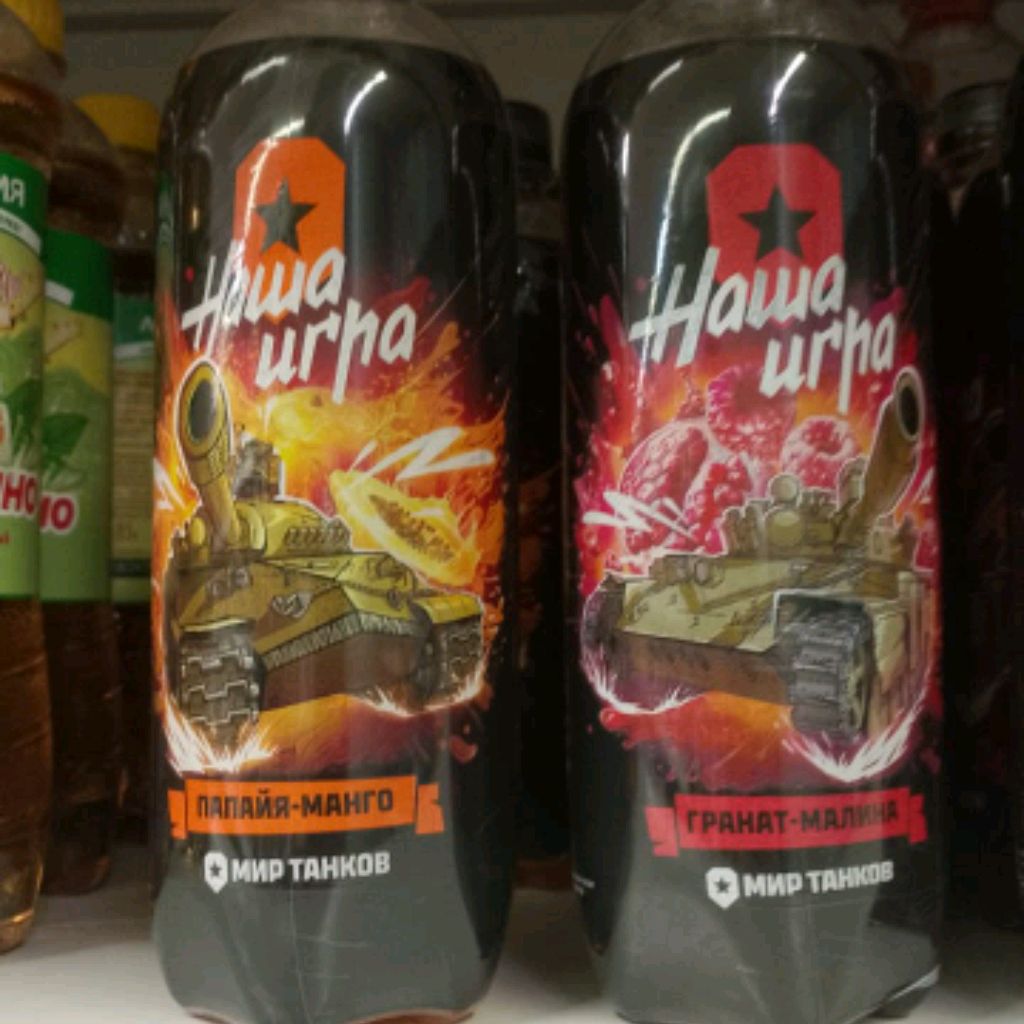 Наша
игра
ПАПАЙЯ-МАНГО
МИР ТАНКОВ
Наша
игра
ГРАНАТ-МАЛИНА
МИР ТАНКОВ